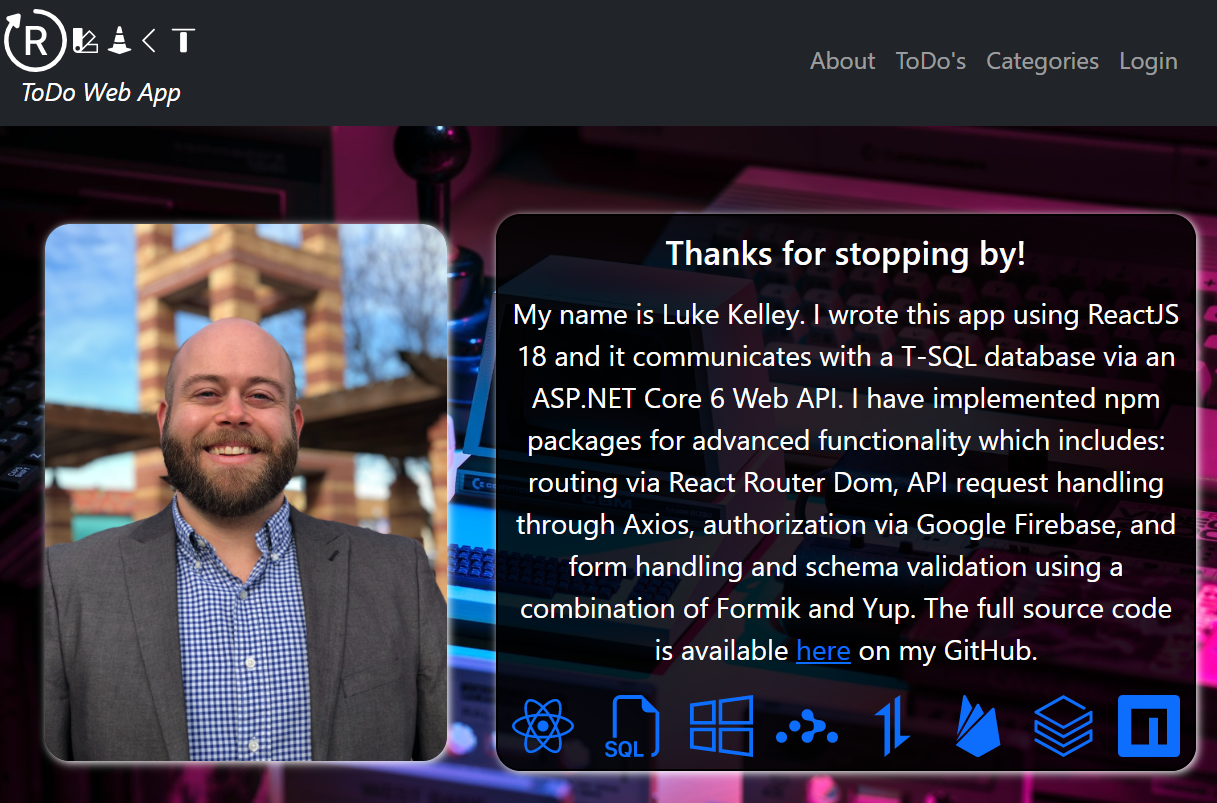 R T
ToDo Web App
About ToDo's Categories Login
Thanks for stopping by!
My name is Luke Kelley. I wrote this app using ReactJS
18 and it communicates with a T-SQL database via an
ASP.NET Core 6 Web API. I have implemented npm
packages for advanced functionality which includes:
routing via React Router Dom, API request handling
through Axios, authorization via Google Firebase, and
form handling and schema validation using a
combination of Formik and Yup. The full source code
is available here on my GitHub.
SQL